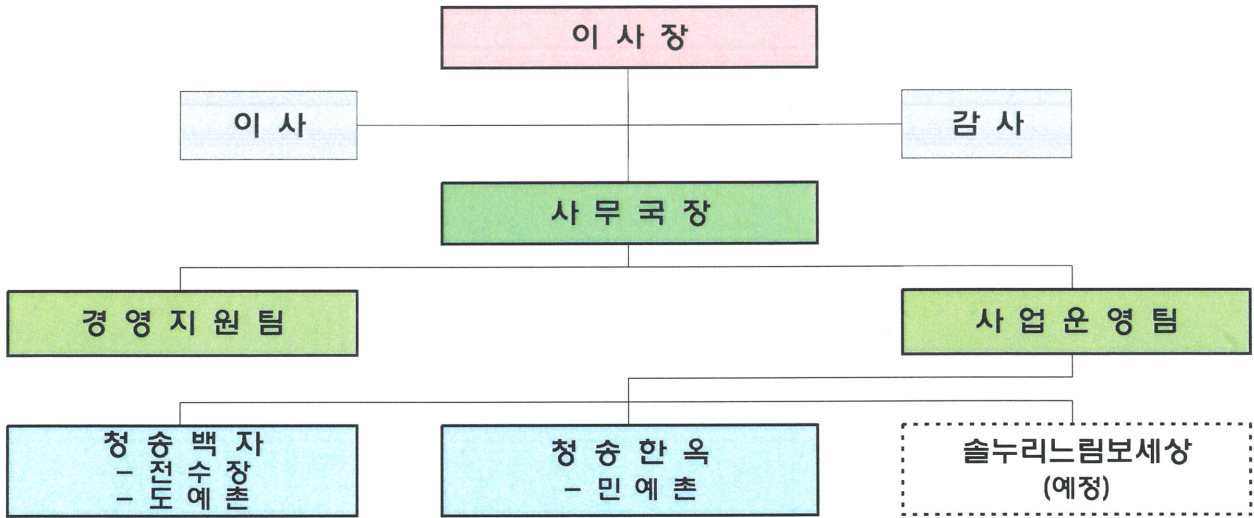 이 사 장
이 사
감 사
사 무 국 장
경 영 지 원 팀
사 업 운 영 팀
청 송 백 자
- 전 수 장
- 도 예 촌
청 송 한 옥
- 민 예 촌
솔누리느림보세상
(예정)